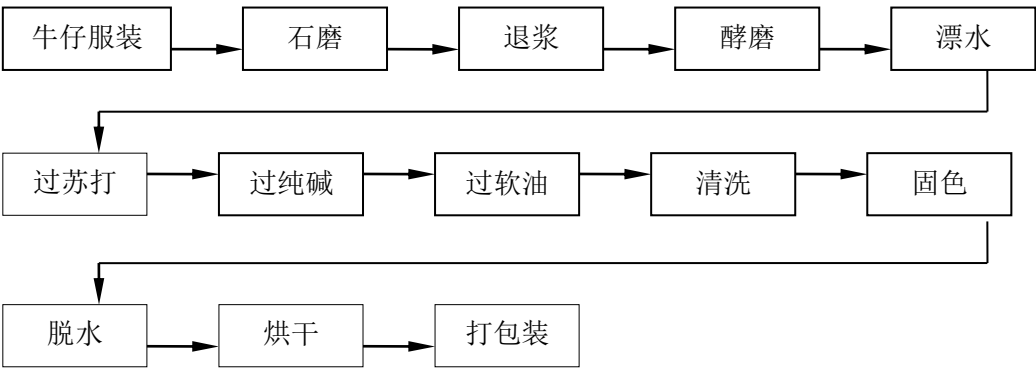 牛仔服装 石磨 退浆 酵磨 漂水
过苏打 过纯碱 过软油 清洗 固色
脱水 烘干 打包装